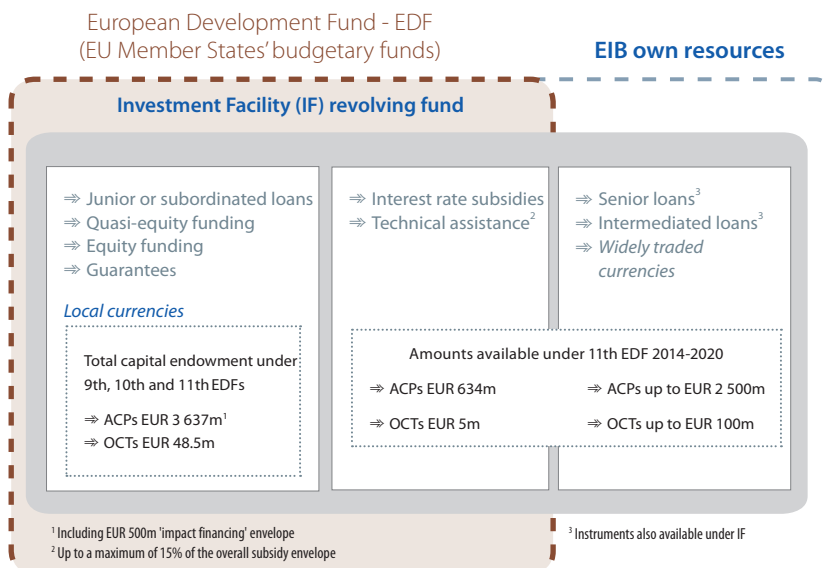 European Development Fund - EDF
(EU Member States' budgetary funds)
EIB own resources
Investment Facility (IF) revolving fund
⇒ Junior or subordinated loans
⇒ Quasi-equity funding
⇒ Equity funding
⇒ Guarantees
Local currencies
Total capital endowment under
9th, 10th and 11th EDFs
⇒ ACPs EUR 3 637m¹
⇒ OCTs EUR 48.5m
⇒ Interest rate subsidies
⇒ Technical assistance²
⇒ Senior loans³
⇒ Intermediated loans³
⇒ Widely traded
currencies
Amounts available under 11th EDF 2014-2020
⇒ ACPs EUR 634m
⇒ OCTs EUR 5m
⇒ ACPs up to EUR 2 500m
⇒ OCTs up to EUR 100m
¹ Including EUR 500m 'impact financing' envelope
² Up to a maximum of 15% of the overall subsidy envelope
³ Instruments also available under IF